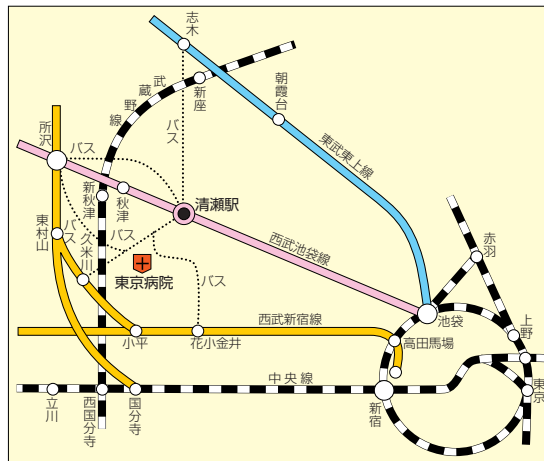 志木
武蔵野線
新座
朝霞台
バス
東武東上線
所沢
バス
新秋津
秋津
清瀬駅
東村山
バス
久米川
バス
東京病院
西武池袋線
赤羽
バス
池袋
上野
西武新宿線
高田馬場
小平
花小金井
中央線
立川
西国分寺
国分寺
新宿
東京